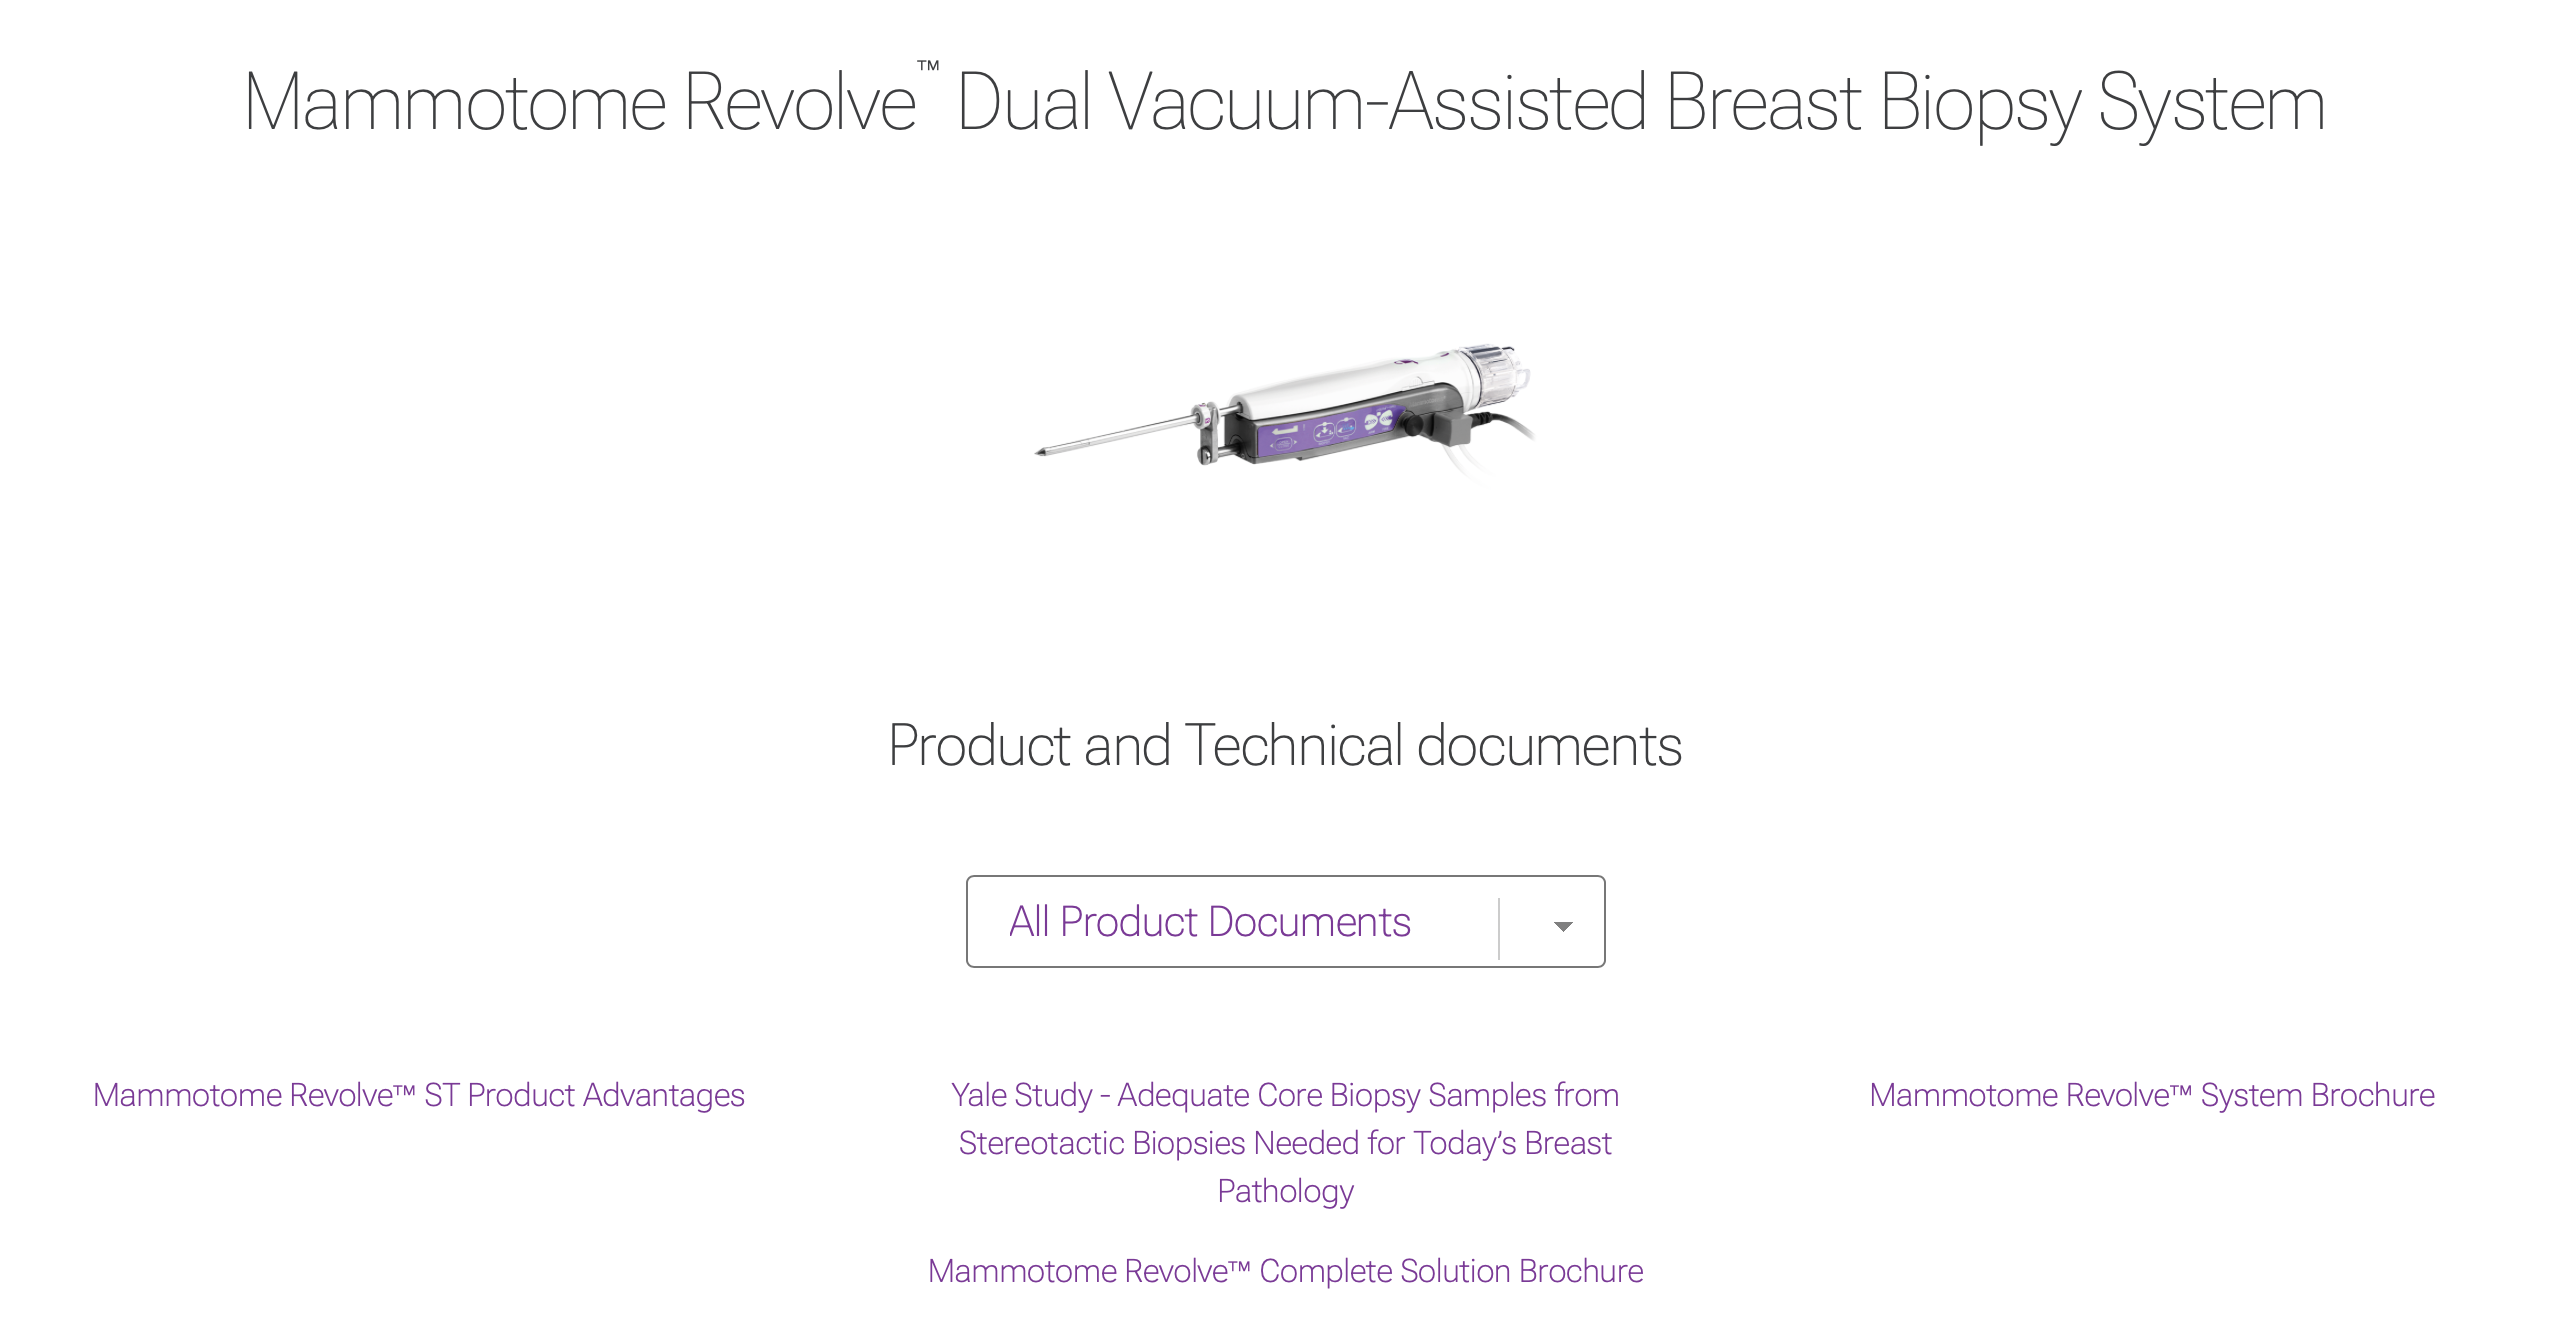 Mammotome Revolve™ Dual Vacuum-Assisted Breast Biopsy System
Product and Technical documents
All Product Documents
Mammotome Revolve™ ST Product Advantages
Yale Study - Adequate Core Biopsy Samples from
Stereotactic Biopsies Needed for Today’s Breast
Pathology
Mammotome Revolve™ System Brochure
Mammotome Revolve™ Complete Solution Brochure